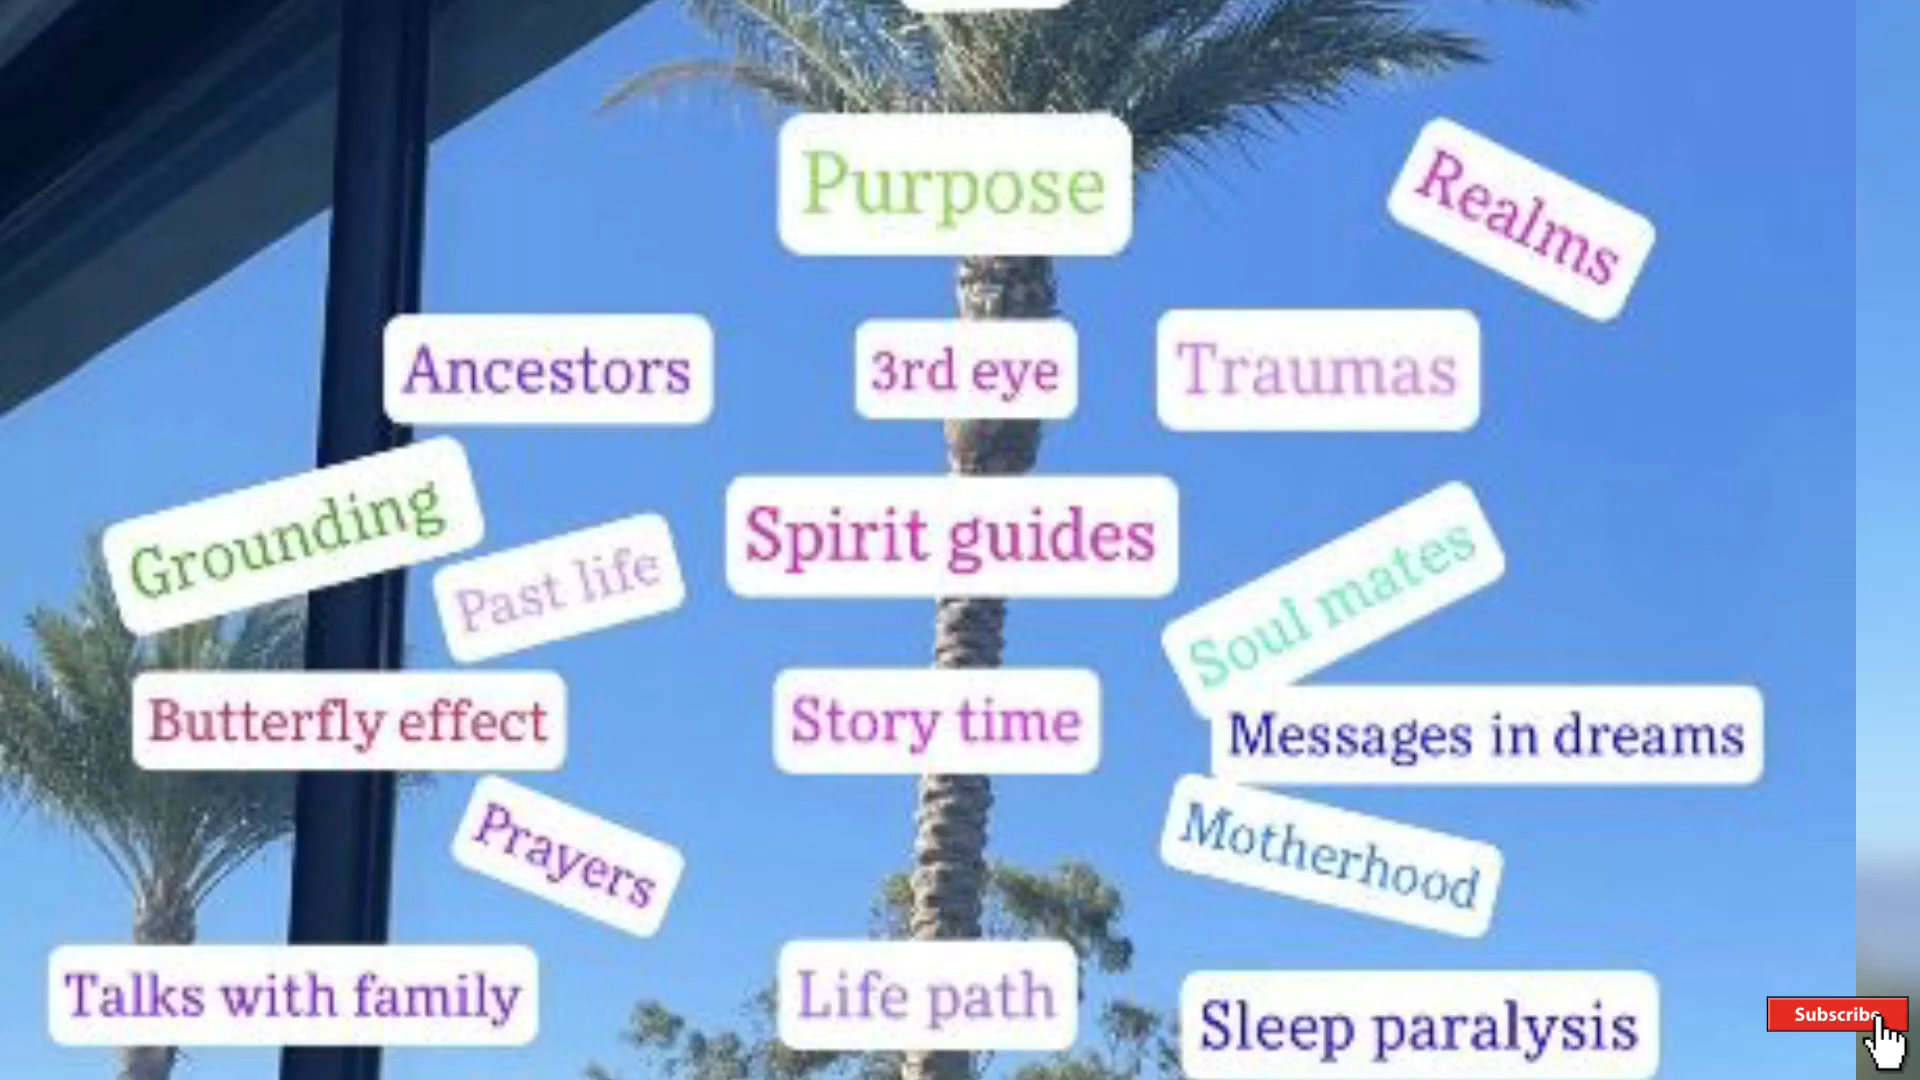 Purpose
Realms
Ancestors
3rd eye
Traumas
Grounding
Past life
Spirit guides
Soul mates
Butterfly effect
Story time
Messages in dreams
Prayers
Motherhood
Talks with family
Life path
Sleep paralysis
Subscribe